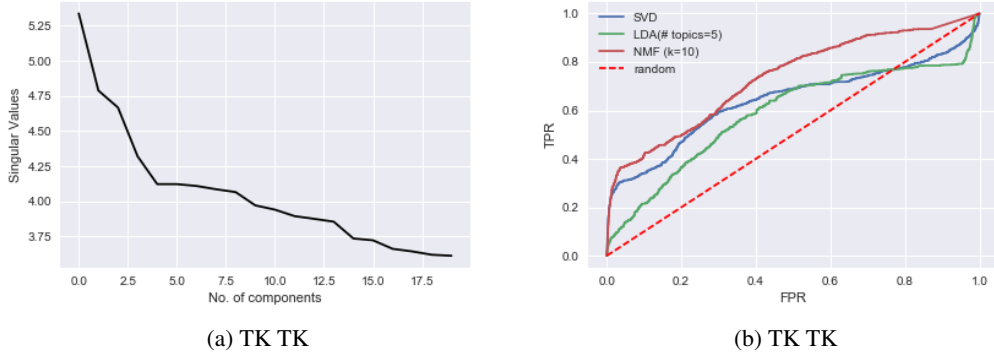 Singular Values
5.25
5.00
4.75
4.50
4.25
4.00
3.75
0.0 2.5 5.0 7.5 10.0 12.5 15.0 17.5
No. of components
(a) TK TK
TPR
1.0
0.8
0.6
0.4
0.2
0.0
SVD
LDA(# topics=5)
NMF (k=10)
random
0.0 0.2 0.4 0.6 0.8 1.0
FPR
(b) TK TK